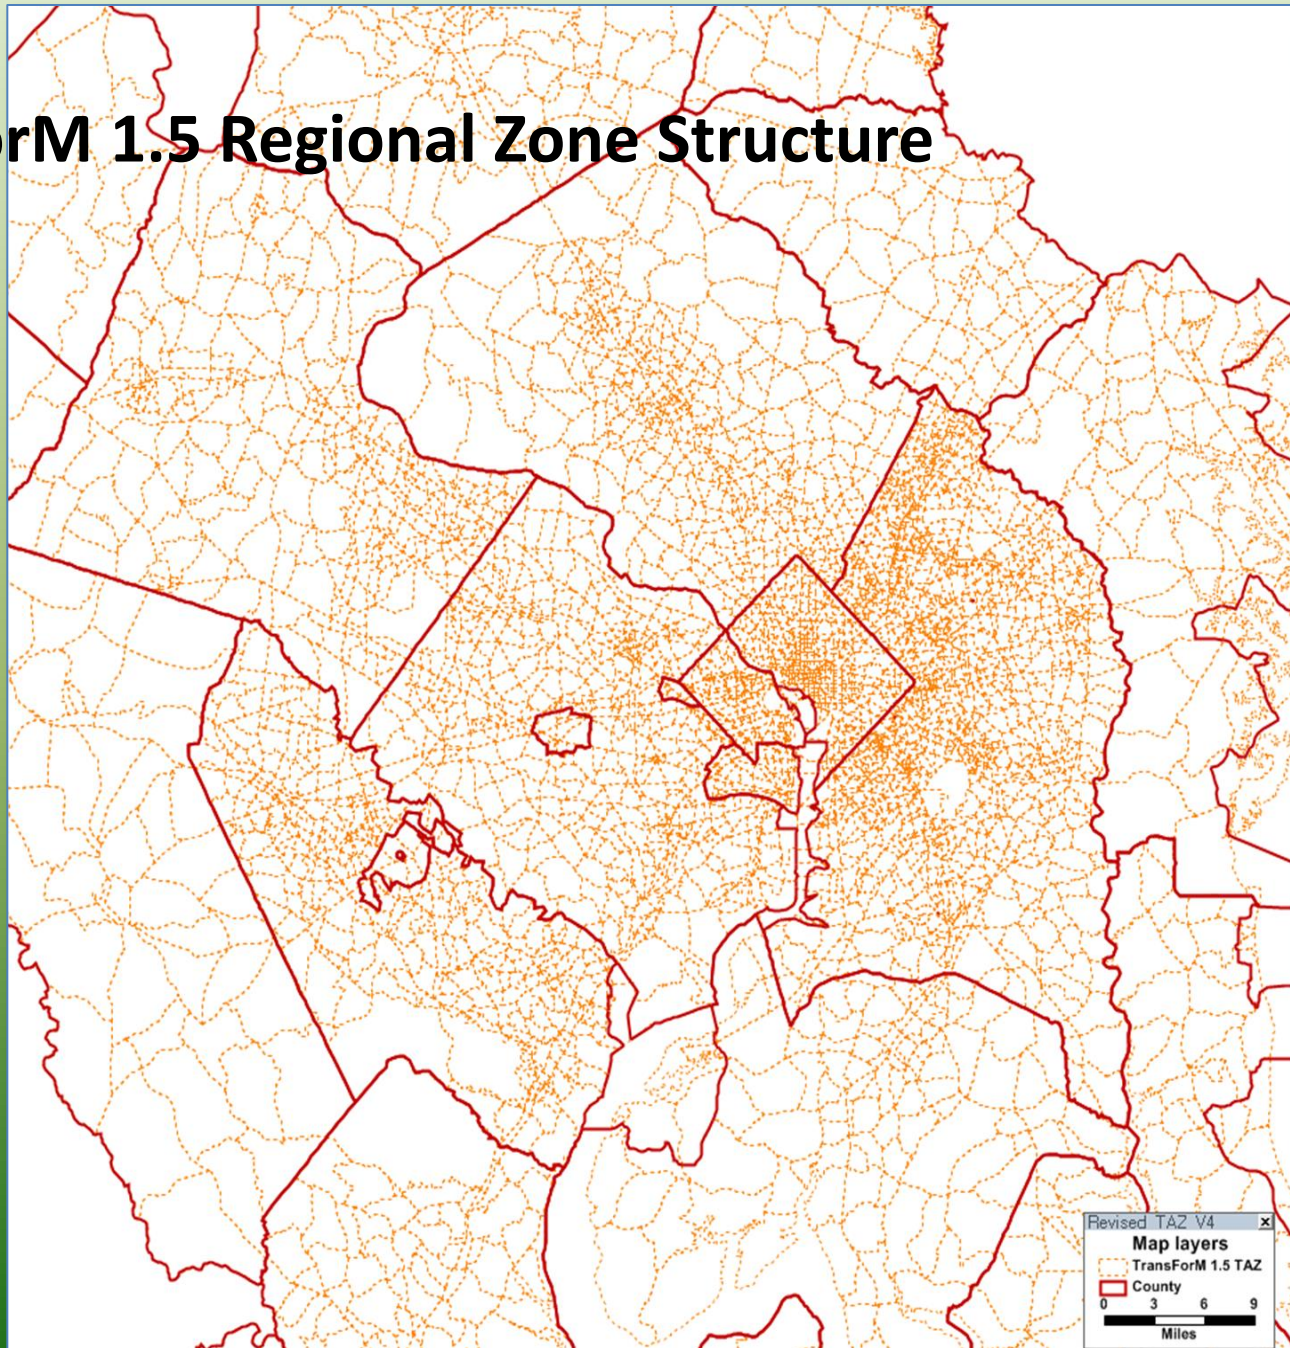 orM 1.5 Regional Zone Structure
Revised TAZ V4
Map layers
TransForM 1.5 TAZ
County
0 3 6 9
Miles